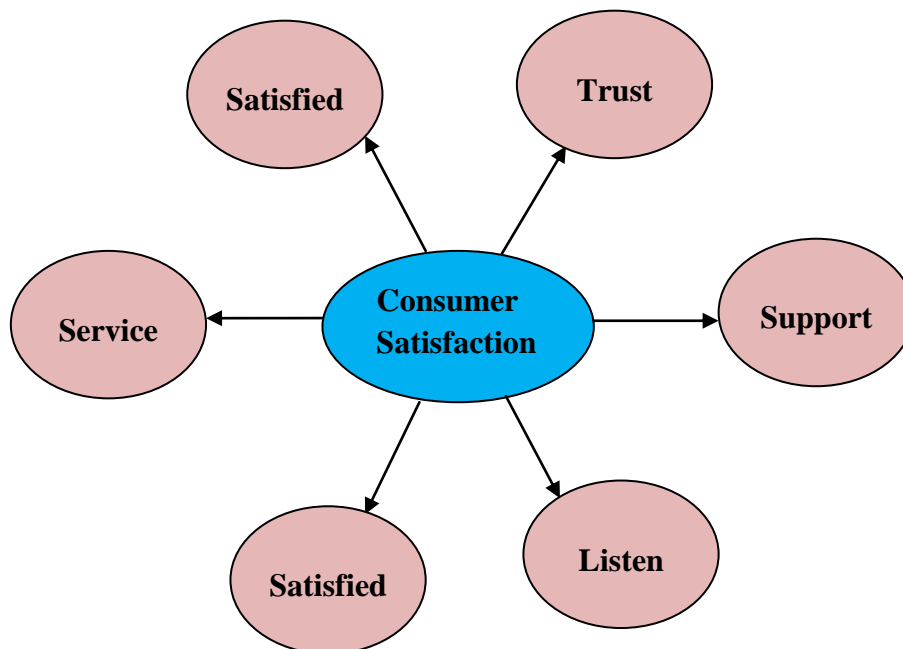 Satisfied
Trust
Consumer
Satisfaction
Service
Support
Satisfied
Listen